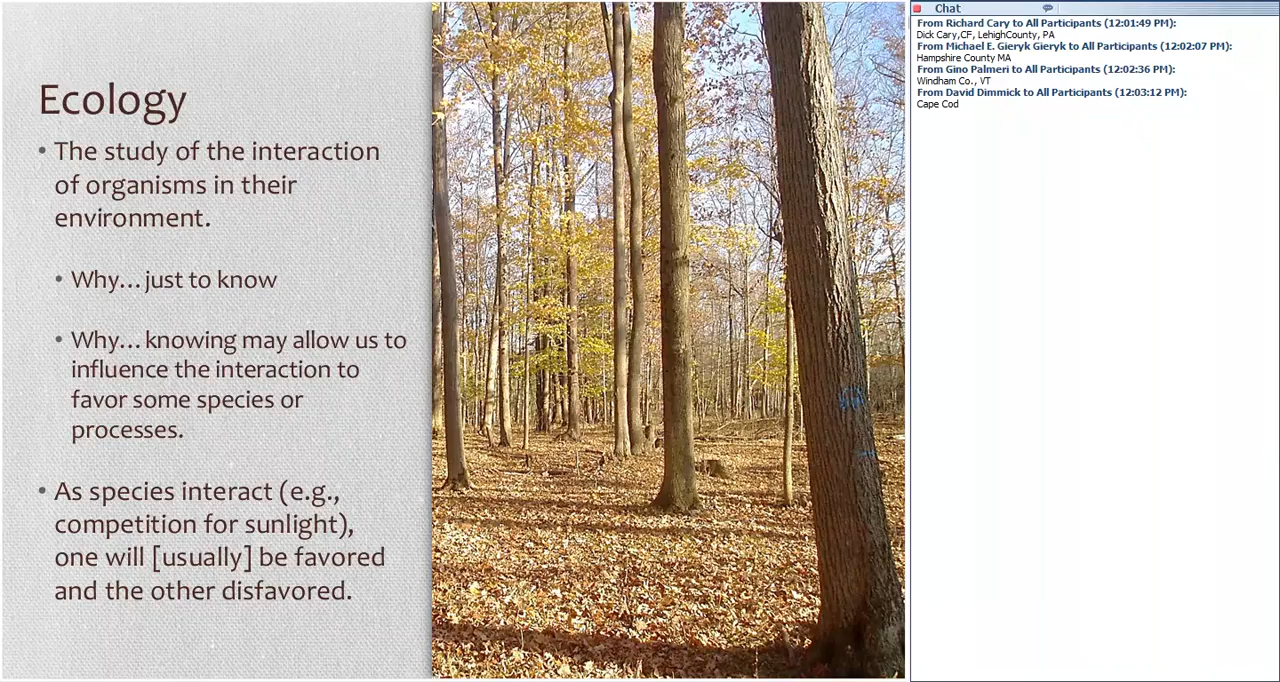 Ecology
• The study of the interaction
of organisms in their
environment.
• Why…just to know
• Why…knowing may allow us to
influence the interaction to
favor some species or
processes.
• As species interact (e.g.,
competition for sunlight),
one will [usually] be favored
and the other disfavored.
Chat
From Richard Cary to All Participants (12:01:49 PM):
Dick Cary,CF, LehighCounty, PA
From Michael E. Gieryk Gieryk to All Participants (12:02:07 PM):
Hampshire County MA
From Gino Palmeri to All Participants (12:02:36 PM):
Windham Co., VT
From David Dimmick to All Participants (12:03:12 PM):
Cape Cod